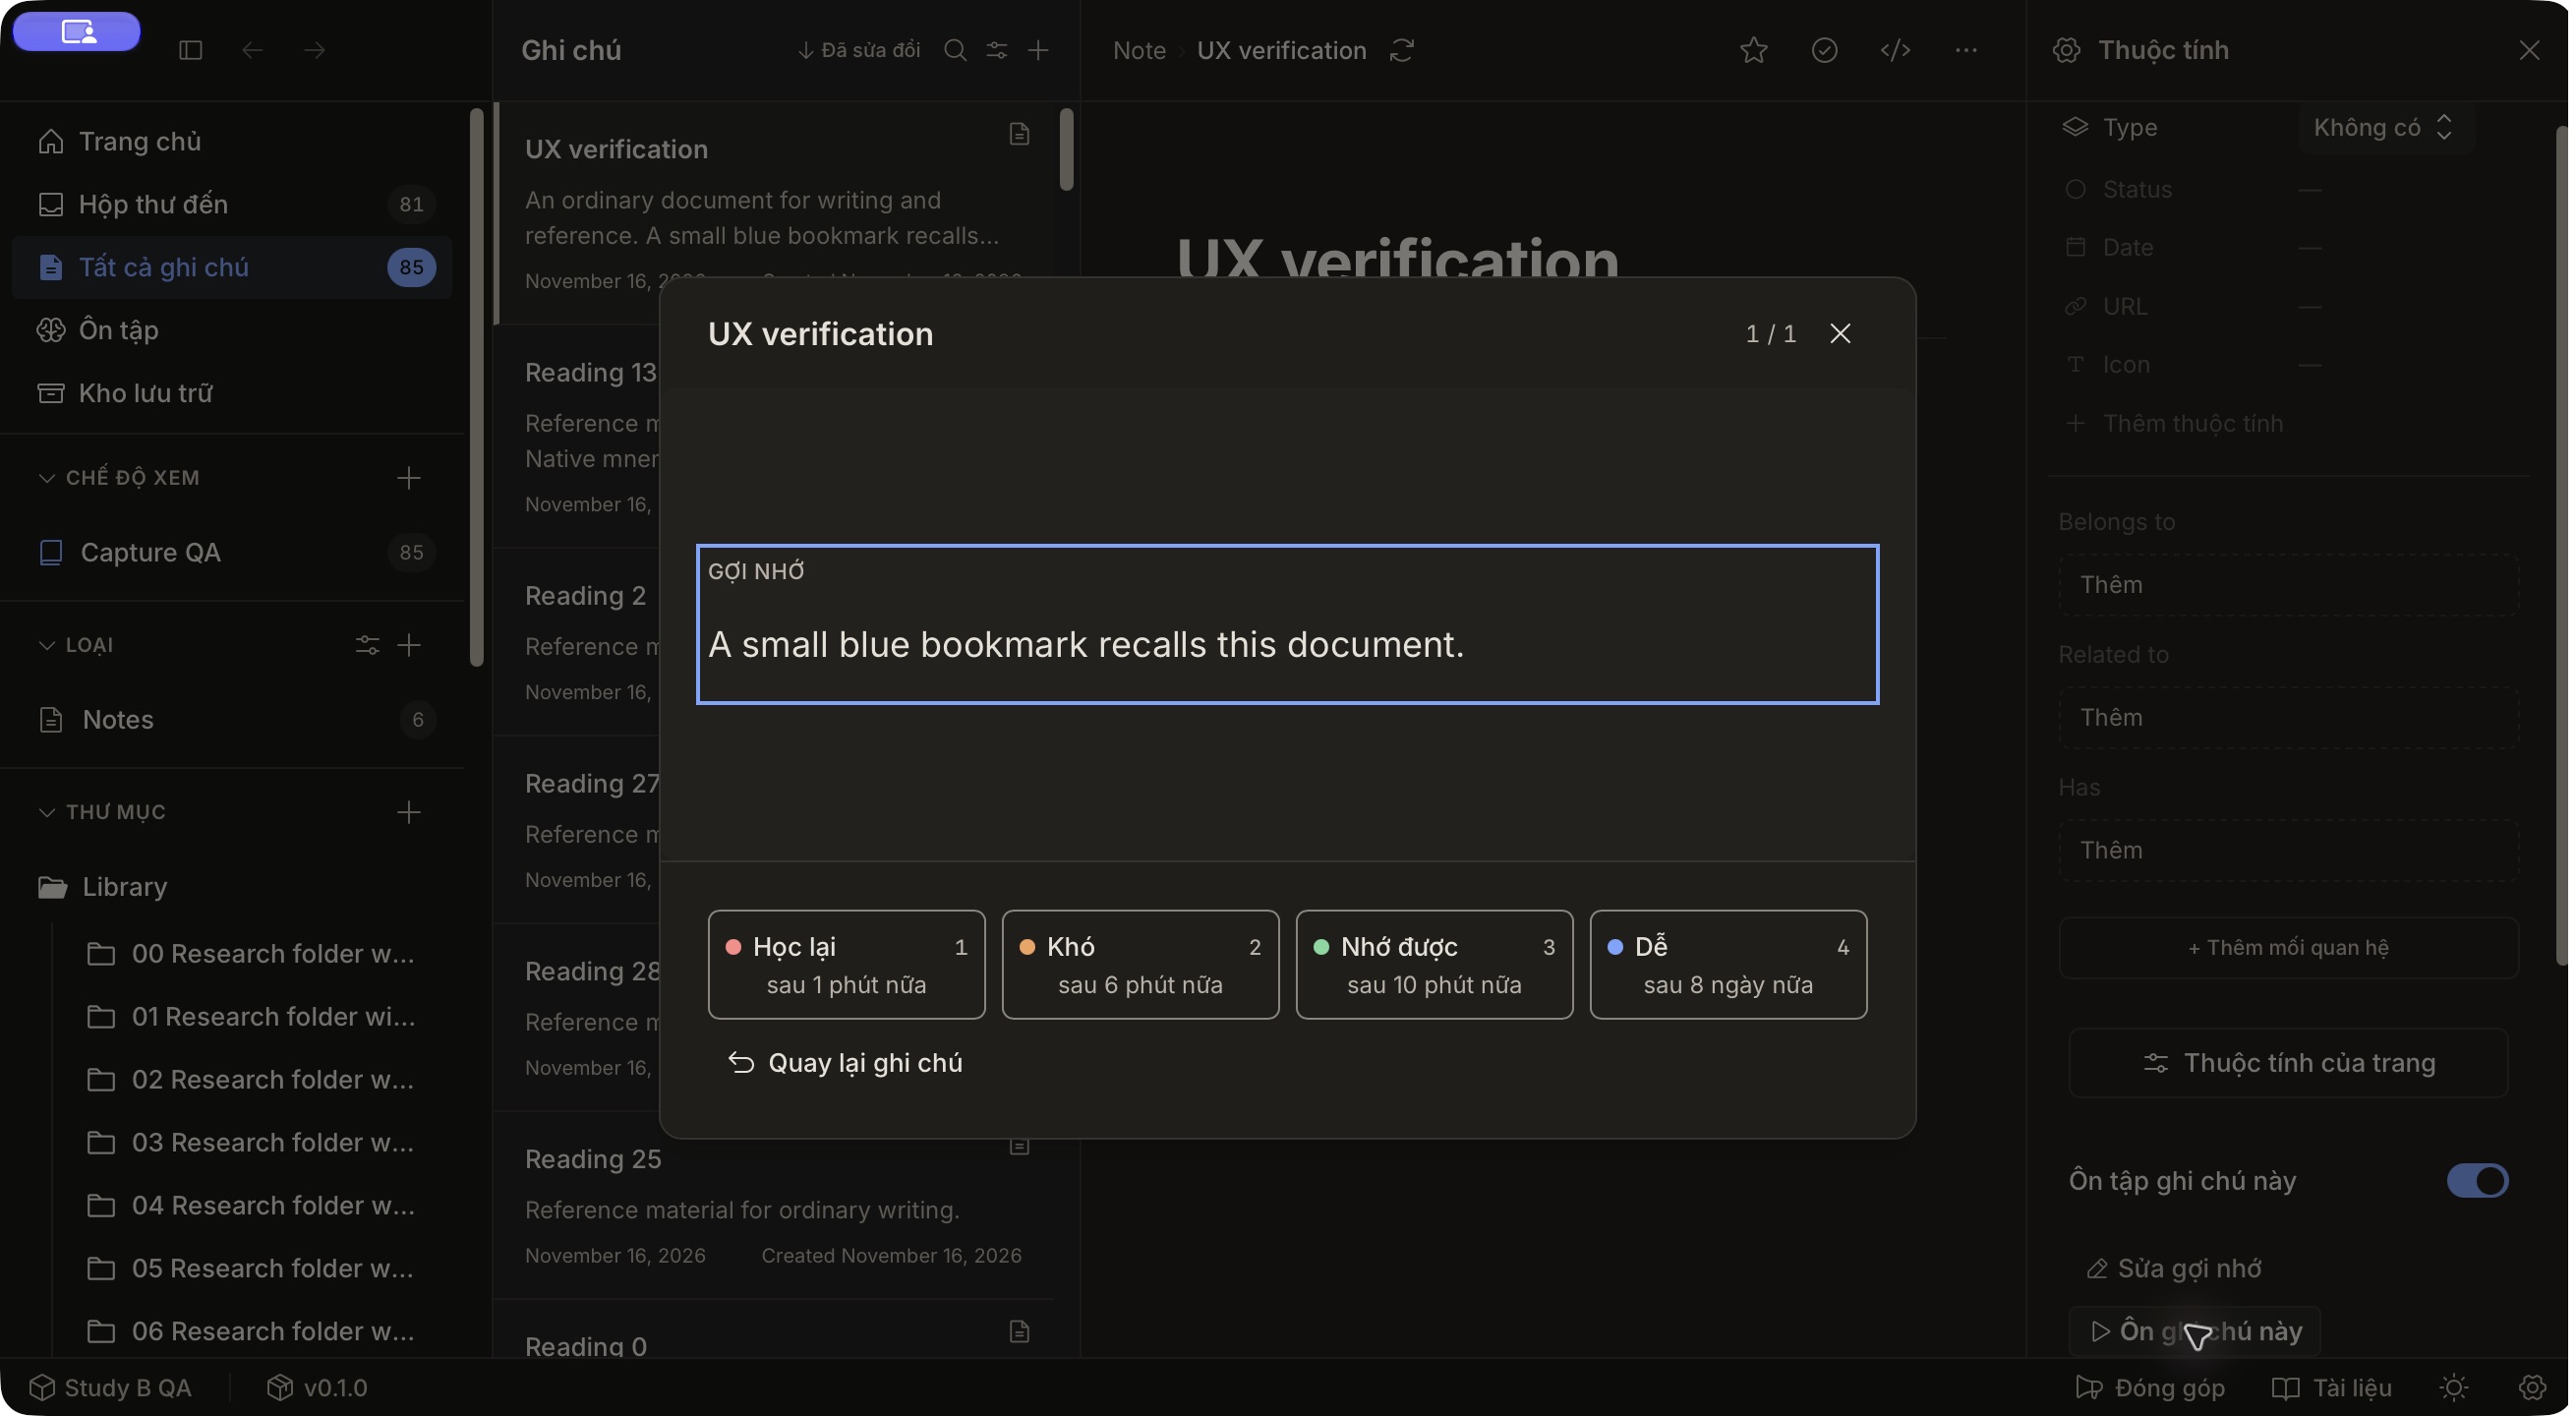 Ghi chú
Đã sửa đổi
Note
UX verification
Thuộc tính
Trang chủ
Hộp thư đến
81
Tất cả ghi chú
85
Ôn tập
Kho lưu trữ
CHẾ ĐỘ XEM
Capture QA
85
LOẠI
Notes
6
THƯ MỤC
Library
00 Research folder w...
01 Research folder wi...
02 Research folder w...
03 Research folder w...
04 Research folder w...
05 Research folder w...
06 Research folder w...
UX verification
An ordinary document for writing and
reference. A small blue bookmark recalls...
November 16,
Reading 13
Reference
November 16,
Reading 2
Reference
November 16,
Reading 27
Reference
November 16,
Reading 28
Reference
November 16,
Reading 25
Reference material for ordinary writing.
November 16, 2026
Created November 16, 2026
Reading 0
UX verification
UX verification
1 / 1
GỢI NHỚ
A small blue bookmark recalls this document.
Học lại
1
sau 1 phút nữa
Khó
2
sau 6 phút nữa
Nhớ được
3
sau 10 phút nữa
Dễ
4
sau 8 ngày nữa
Quay lại ghi chú
Type
Không có
Status
—
Date
—
URL
—
Icon
—
Thêm thuộc tính
Belongs to
Thêm
Related to
Thêm
Has
Thêm
+ Thêm mối quan hệ
Thuộc tính của trang
Ôn tập ghi chú này
Sửa gợi nhớ
Ôn ghi chú này
Study B QA
v0.1.0
Đóng góp
Tài liệu